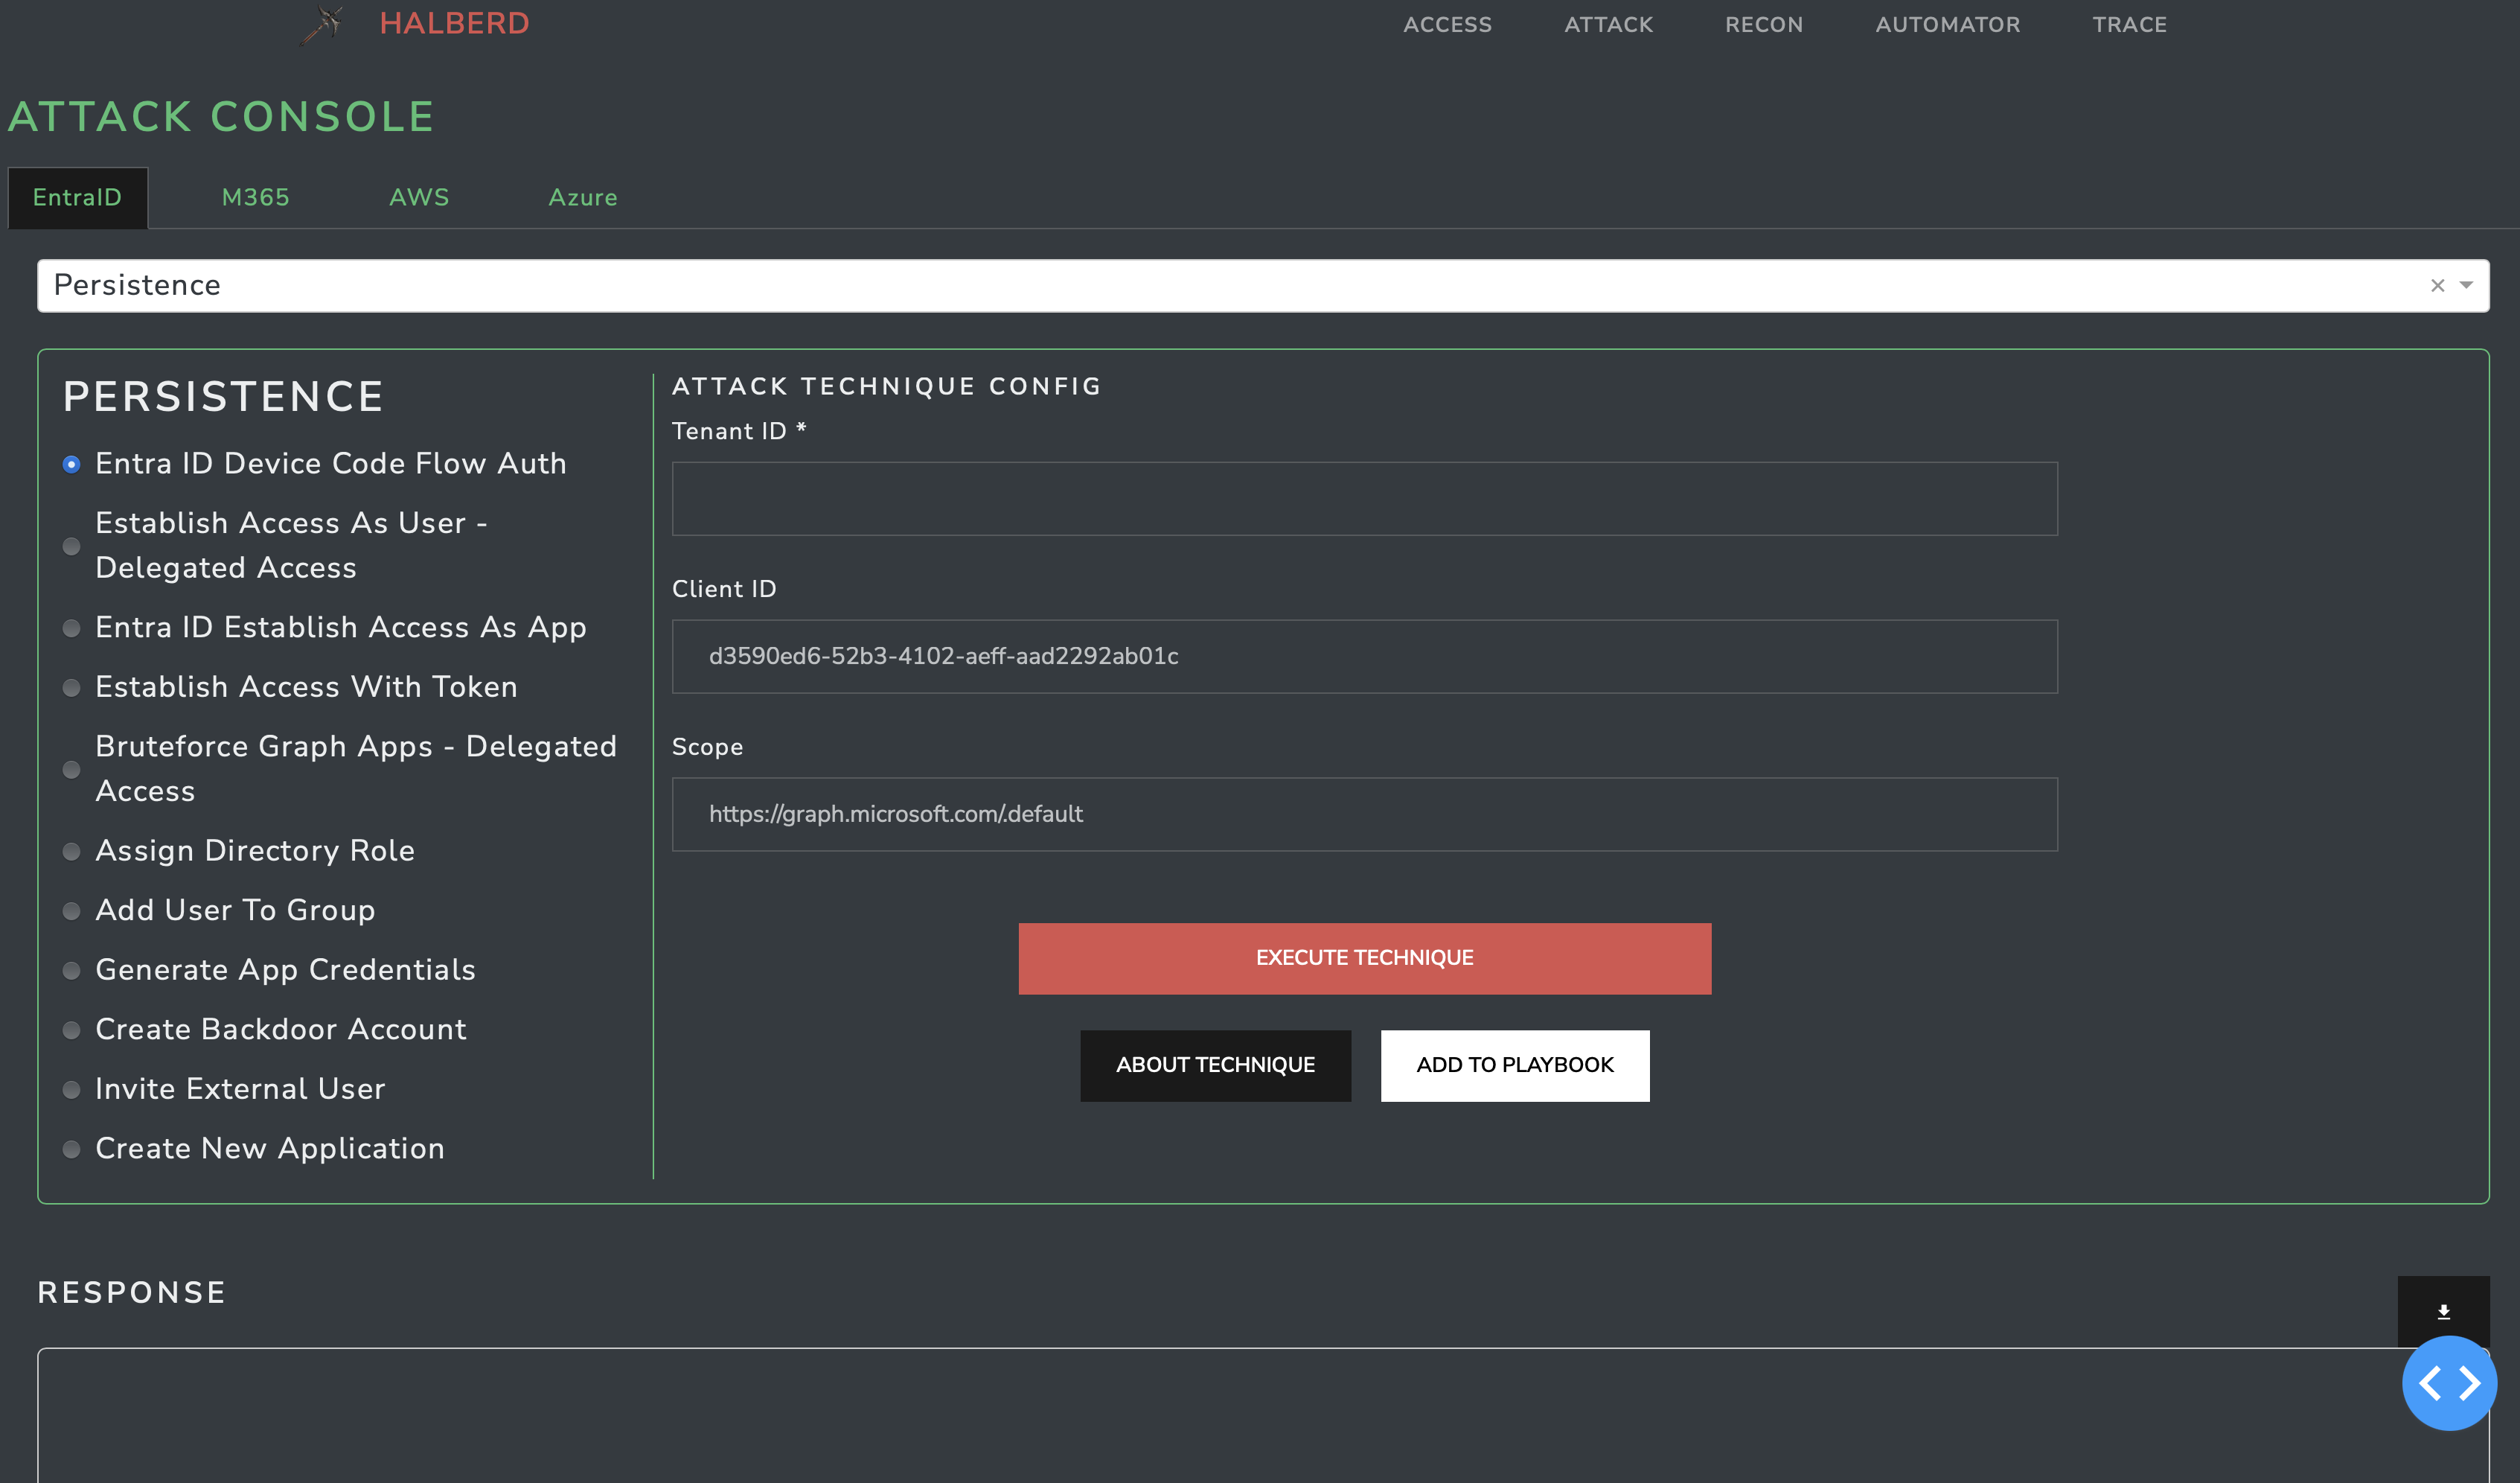 HALBERD
ACCESS
ATTACK
RECON
AUTOMATOR
TRACE
ATTACK CONSOLE
EntraID
M365
AWS
Azure
Persistence
PERSISTENCE
Entra ID Device Code Flow Auth
Establish Access As User -
Delegated Access
Entra ID Establish Access As App
Establish Access With Token
Bruteforce Graph Apps - Delegated
Access
Assign Directory Role
Add User To Group
Generate App Credentials
Create Backdoor Account
Invite External User
Create New Application
ATTACK TECHNIQUE CONFIG
Tenant ID *
Client ID
d3590ed6-52b3-4102-aeff-aad2292ab01c
Scope
https://graph.microsoft.com/.default
EXECUTE TECHNIQUE
ABOUT TECHNIQUE
ADD TO PLAYBOOK
RESPONSE